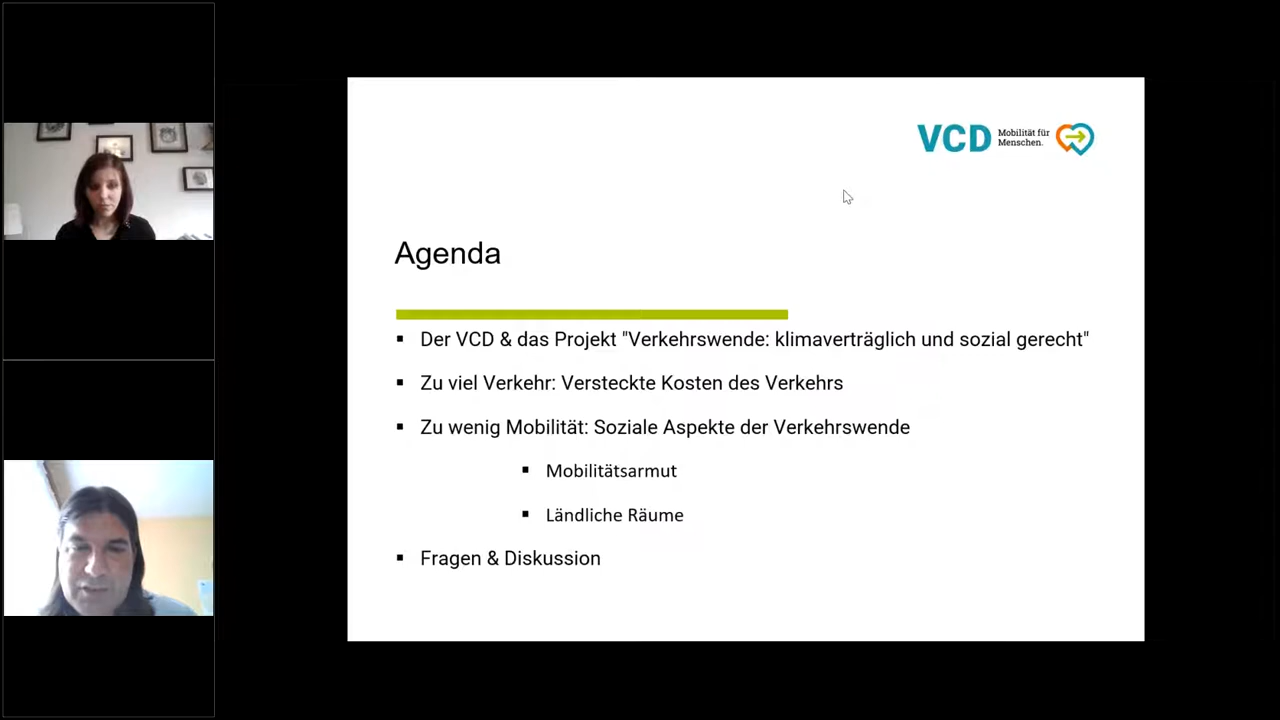 VCD
Mobilität für
Menschen.
Agenda
Der VCD & das Projekt "Verkehrswende: klimaverträglich und sozial gerecht"
Zu viel Verkehr: Versteckte Kosten des Verkehrs
Zu wenig Mobilität: Soziale Aspekte der Verkehrswende
Mobilitätsarmut
Ländliche Räume
Fragen & Diskussion